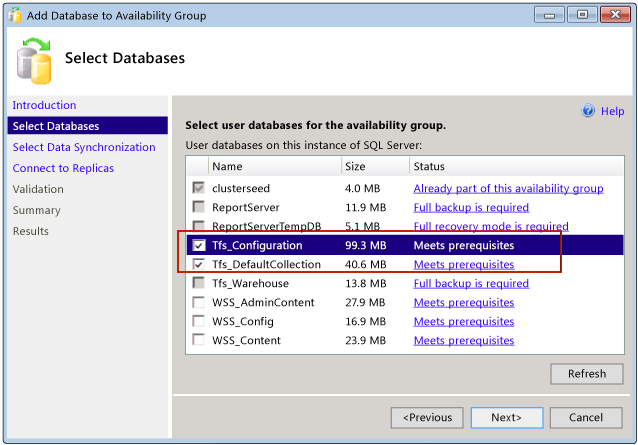 Add Database to Availability Group
Select Databases
Introduction
Select Databases
Select Data Synchronization
Connect to Replicas
Validation
Summary
Results
Help
Select user databases for the availability group.
User databases on this instance of SQL Server:
Name Size Status
clusterseed 4.0 MB Already part of this availability group
ReportServer 11.9 MB Full backup is required
ReportServerTempDB 5.1 MB Full recovery mode is required
Tfs_Configuration 99.3 MB Meets prerequisites
Tfs_DefaultCollection 40.6 MB Meets prerequisites
Tfs_Warehouse 13.8 MB Full backup is required
WSS_AdminContent 27.9 MB Meets prerequisites
WSS_Config 16.9 MB Meets prerequisites
WSS_Content 23.9 MB Meets prerequisites
Refresh
<Previous Next> Cancel